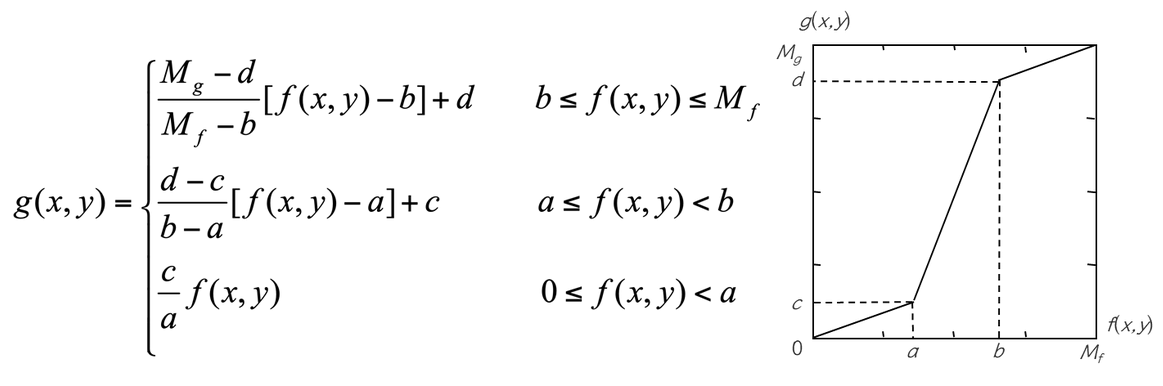 g(x,y) = { (M_g − d)/(M_f − b) [f(x,y) − b] + d    b ≤ f(x,y) ≤ M_f
(d − c)/(b − a) [f(x,y) − a] + c    a ≤ f(x,y) < b
c/a f(x,y)    0 ≤ f(x,y) < a
g(x,y)
M_g
d
c
0
a
b
M_f
f(x,y)